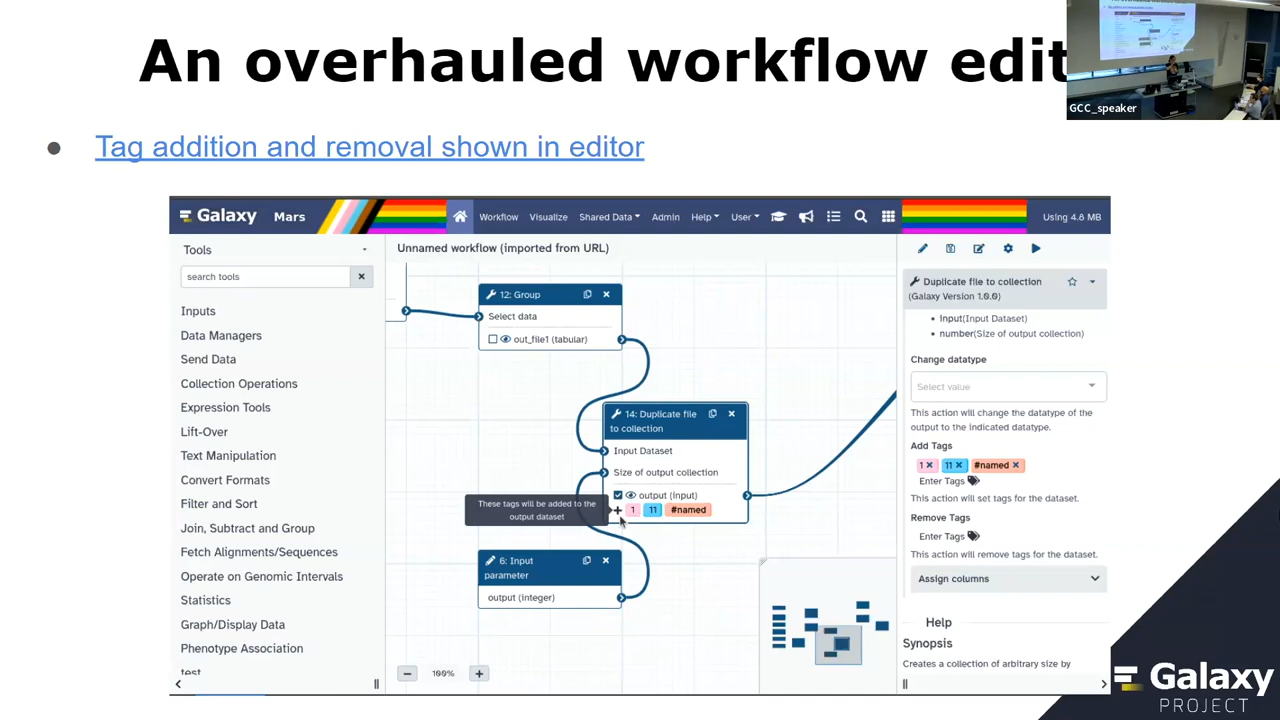 An overhauled workflow edit
GCC_speaker
Tag addition and removal shown in editor
Galaxy Mars
Workflow Visualize Shared Data Admin Help User
Using 4.8 MB
Tools
search tools
Inputs
Data Managers
Send Data
Collection Operations
Expression Tools
Lift-Over
Text Manipulation
Convert Formats
Filter and Sort
Join, Subtract and Group
Fetch Alignments/Sequences
Operate on Genomic Intervals
Statistics
Graph/Display Data
Phenotype Association
test
Unnamed workflow (imported from URL)
12: Group
Select data
out_file1 (tabular)
14: Duplicate file
to collection
Input Dataset
Size of output collection
output (input)
1 11 #named
These tags will be added to the
output dataset
6: Input
parameter
output (integer)
100%
Duplicate file to collection
(Galaxy Version 1.0.0)
Input(Input Dataset)
number(Size of output collection)
Change datatype
Select value
This action will change the datatype of the
output to the indicated datatype.
Add Tags
1 11 #named
Enter Tags
This action will set tags for the dataset.
Remove Tags
Enter Tags
This action will remove tags for the dataset.
Assign columns
Help
Synopsis
Creates a collection of arbitrary size by
Galaxy
PROJECT